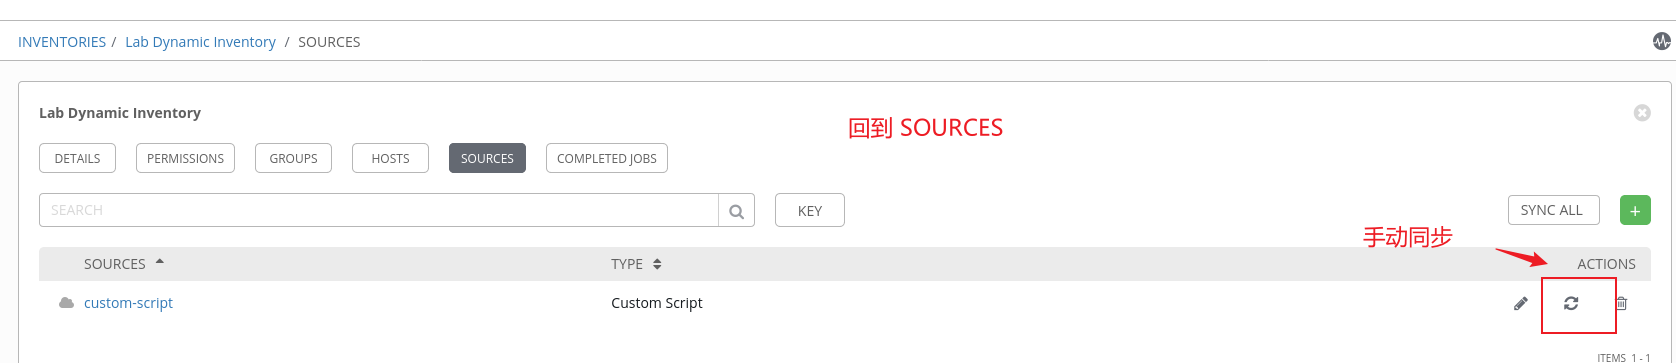 INVENTORIES / Lab Dynamic Inventory / SOURCES
Lab Dynamic Inventory
回到 SOURCES
DETAILS PERMISSIONS GROUPS HOSTS SOURCES COMPLETED JOBS
SEARCH KEY SYNC ALL +
手动同步
SOURCES TYPE ACTIONS
custom-script Custom Script
ITEMS 1 - 1